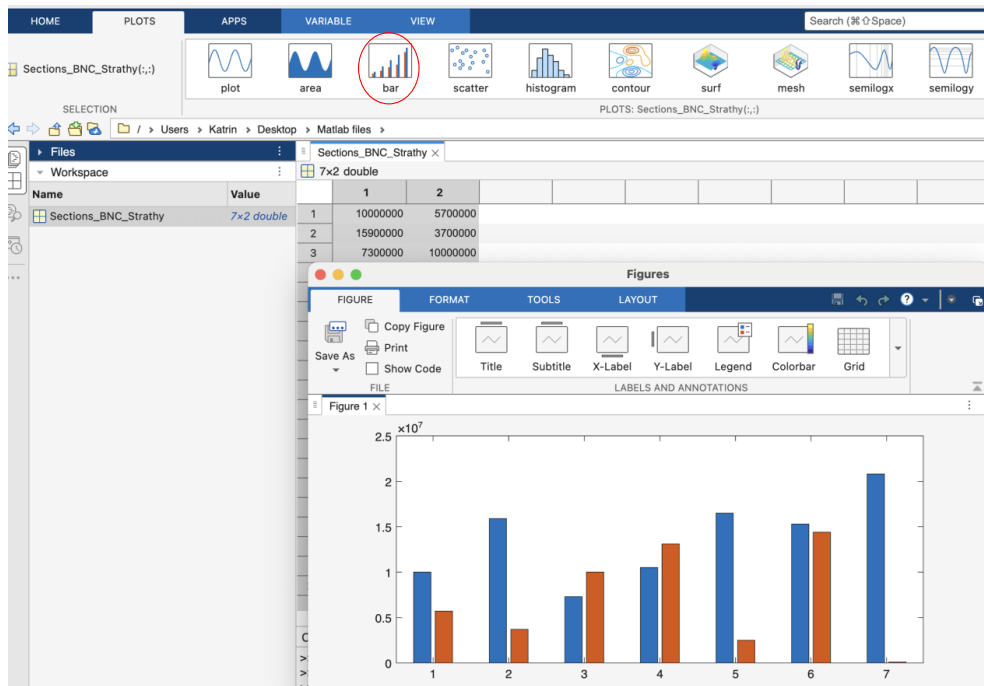 HOME PLOTS APPS VARIABLE VIEW Search (⌘⇧Space)
Sections_BNC_Strathy(:,:)
plot area bar scatter histogram contour surf mesh semilogx semilogy
SELECTION PLOTS: Sections_BNC_Strathy(:,:)
/ › Users › Katrin › Desktop › Matlab files ›
Files
Sections_BNC_Strathy
Workspace
7×2 double
Name Value
1 2
Sections_BNC_Strathy 7×2 double
1 10000000 5700000
2 15900000 3700000
3 7300000 10000000
Figures
FIGURE FORMAT TOOLS LAYOUT
Save As
Copy Figure
Print
Show Code
Title Subtitle X-Label Y-Label Legend Colorbar Grid
FILE LABELS AND ANNOTATIONS
Figure 1
×10⁷
2.5
2
1.5
1
0.5
0
1 2 3 4 5 6 7
>
>